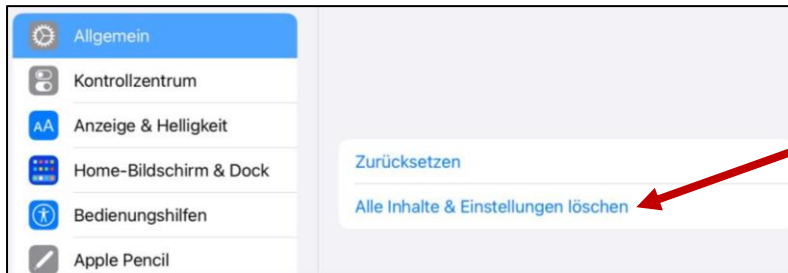 Allgemein
Kontrollzentrum
AA Anzeige & Helligkeit
Home-Bildschirm & Dock
Bedienungshilfen
Apple Pencil
Zurücksetzen
Alle Inhalte & Einstellungen löschen